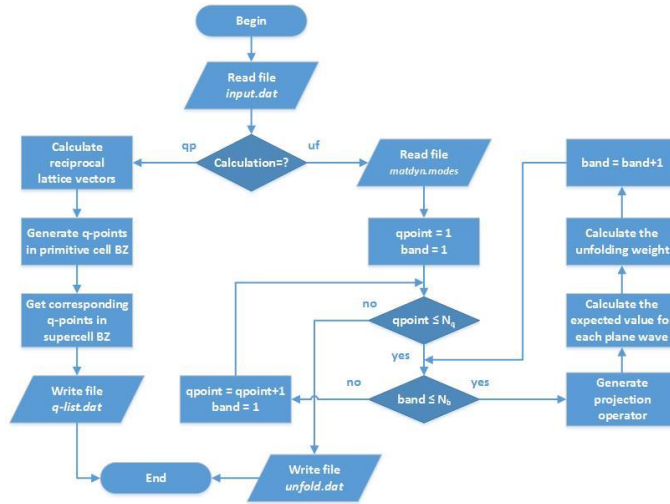 Begin
Read file
input.dat
Calculation=?
qp
uf
Calculate
reciprocal
lattice vectors
Generate q-points
in primitive cell BZ
Get corresponding
q-points in
supercell BZ
Write file
q-list.dat
End
Read file
matdyn.modes
qpoint = 1
band = 1
qpoint ≤ Nq
no
yes
band ≤ Nb
no
yes
qpoint = qpoint+1
band = 1
Write file
unfold.dat
Generate
projection
operator
Calculate the
expected value for
each plane wave
Calculate the
unfolding weight
band = band+1